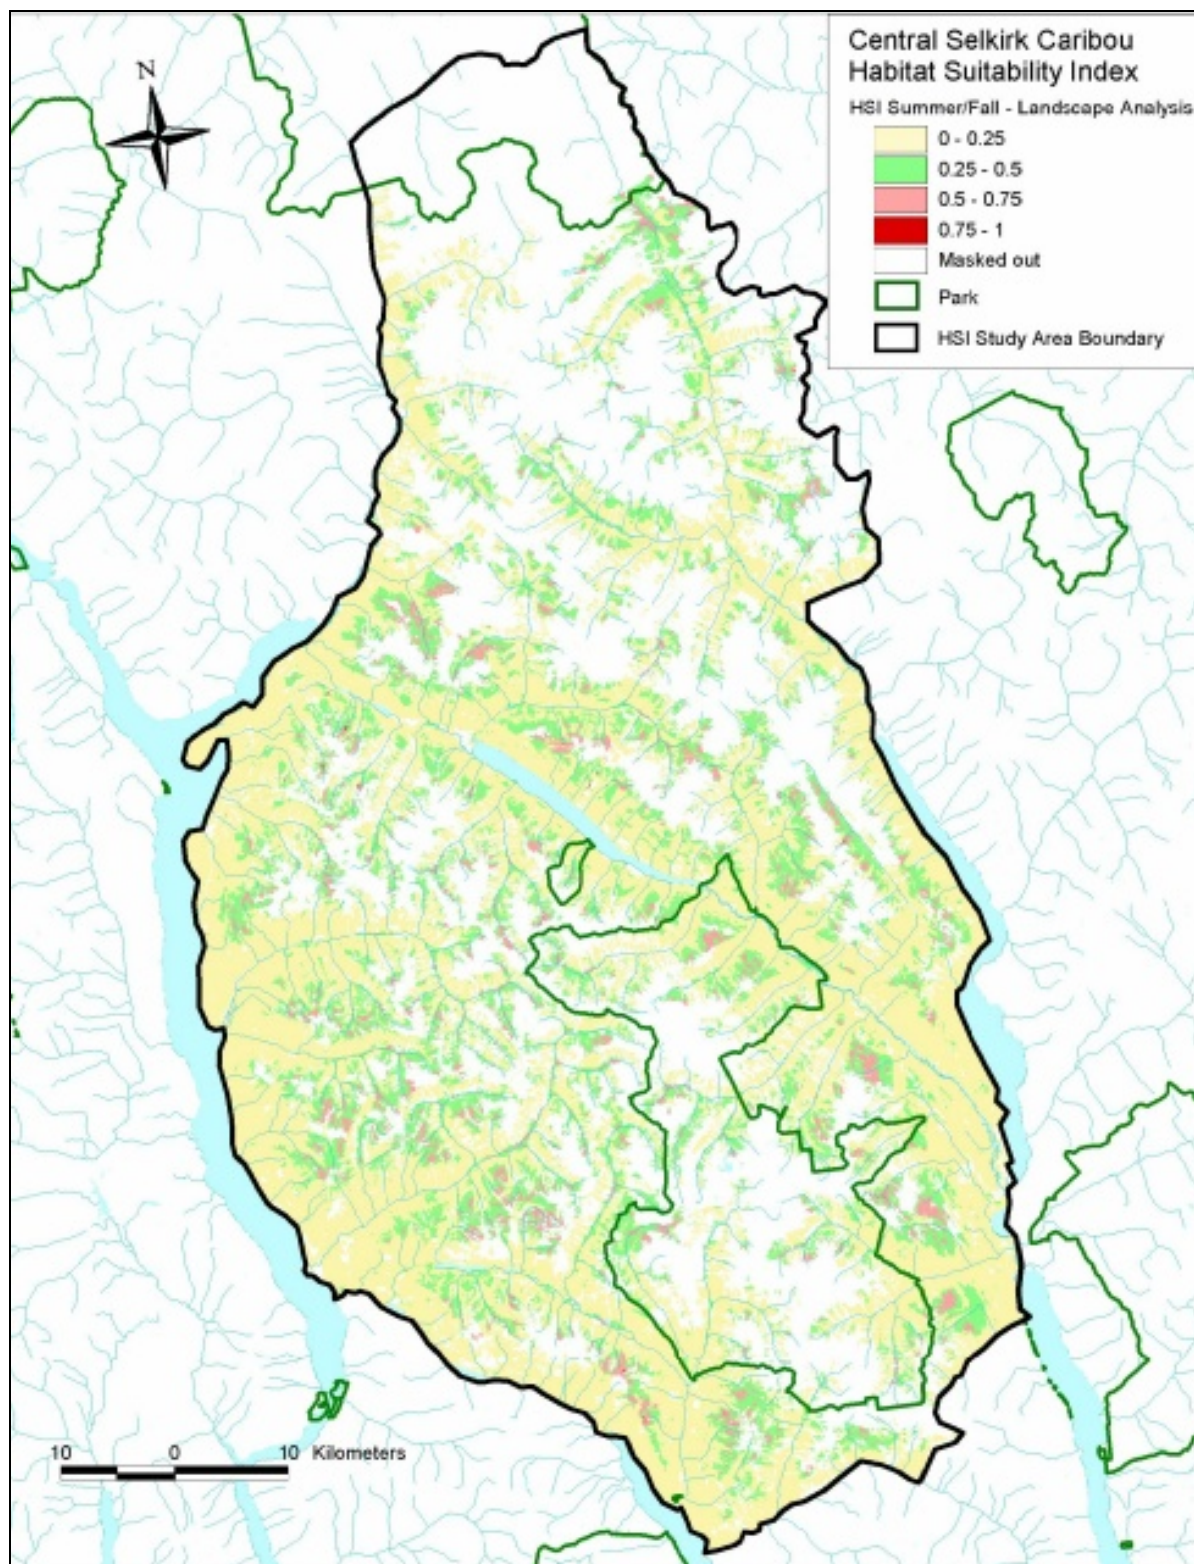 Central Selkirk Caribou
Habitat Suitability Index
HSI Summer/Fall - Landscape Analysis
0 - 0.25
0.25 - 0.5
0.5 - 0.75
0.75 - 1
Masked out
Park
HSI Study Area Boundary
N
10 0 10 Kilometers